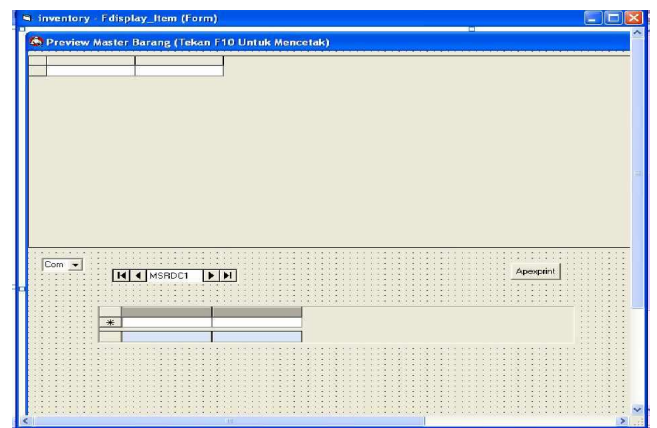 inventory - Fdisplay_Item (Form)
Preview Master Barang (Tekan F10 Untuk Mencetak)
Com
MSRDC1
Apexprint